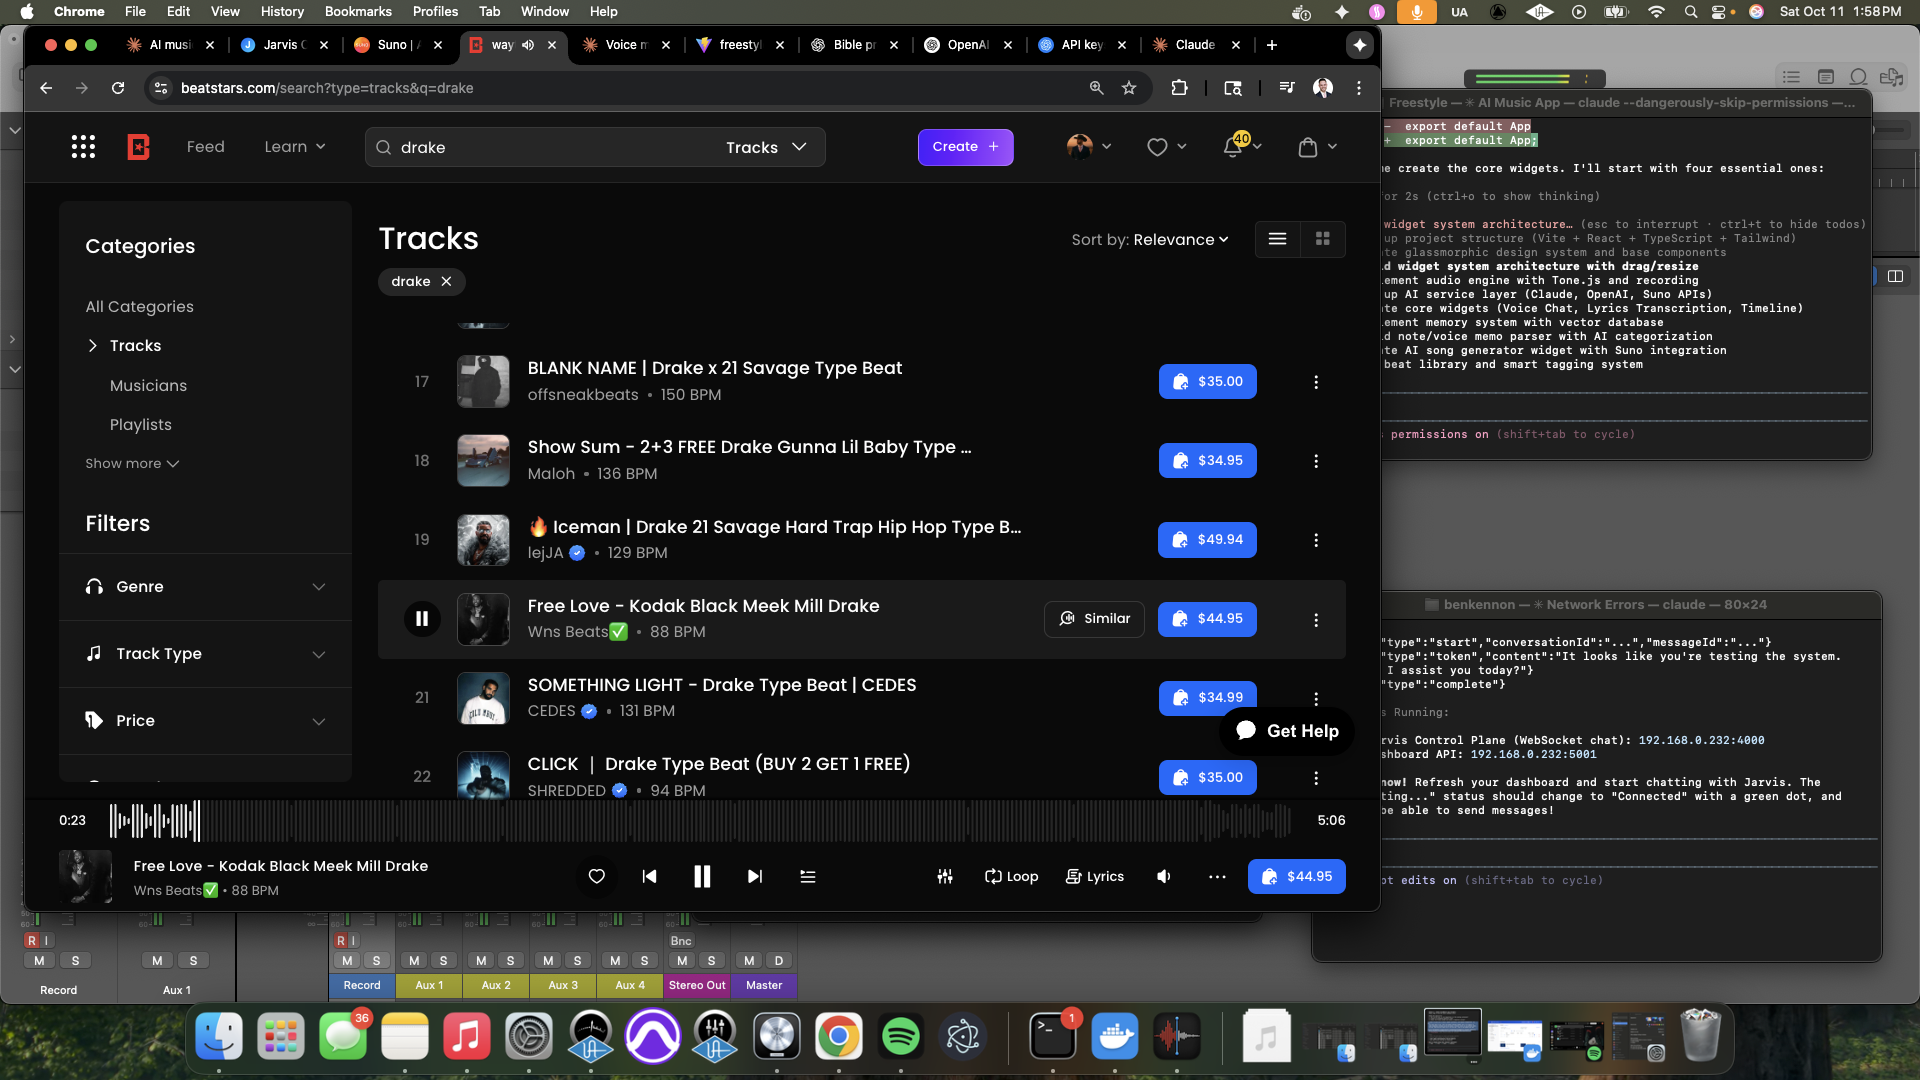 Chrome File Edit View History Bookmarks Profiles Tab Window Help
UA
Sat Oct 11 1:58 PM
AI musi
Jarvis C
Suno | A
way
Voice m
freestyl
Bible pr
OpenAI
API key
Claude
beatstars.com/search?type=tracks&q=drake
Feed
Learn
drake
Tracks
Create +
40
Categories
All Categories
Tracks
Musicians
Playlists
Show more
Filters
Genre
Track Type
Price
Tracks
Sort by: Relevance
drake
17
BLANK NAME | Drake x 21 Savage Type Beat
offsneakbeats • 150 BPM
$35.00
18
Show Sum - 2+3 FREE Drake Gunna Lil Baby Type ...
Maloh • 136 BPM
$34.95
19
🔥 Iceman | Drake 21 Savage Hard Trap Hip Hop Type B...
lejJA • 129 BPM
$49.94
Free Love - Kodak Black Meek Mill Drake
Wns Beats✅ • 88 BPM
Similar
$44.95
21
SOMETHING LIGHT - Drake Type Beat | CEDES
CEDES • 131 BPM
$34.99
Get Help
22
CLICK | Drake Type Beat (BUY 2 GET 1 FREE)
SHREDDED • 94 BPM
$35.00
0:23
5:06
Free Love - Kodak Black Meek Mill Drake
Wns Beats✅ • 88 BPM
Loop
Lyrics
$44.95
Freestyle — ✳ AI Music App — claude --dangerously-skip-permissions —...
- export default App
+ export default App;
e create the core widgets. I'll start with four essential ones:
or 2s (ctrl+o to show thinking)
widget system architecture… (esc to interrupt · ctrl+t to hide todos)
up project structure (Vite + React + TypeScript + Tailwind)
te glassmorphic design system and base components
d widget system architecture with drag/resize
ement audio engine with Tone.js and recording
up AI service layer (Claude, OpenAI, Suno APIs)
te core widgets (Voice Chat, Lyrics Transcription, Timeline)
ement memory system with vector database
d note/voice memo parser with AI categorization
te AI song generator widget with Suno integration
beat library and smart tagging system
permissions on (shift+tab to cycle)
benkennon — ✳ Network Errors — claude — 80×24
"type":"start","conversationId":"...","messageId":"..."}
"type":"token","content":"It looks like you're testing the system.
I assist you today?"}
"type":"complete"}
s Running:
rvis Control Plane (WebSocket chat): 192.168.0.232:4000
shboard API: 192.168.0.232:5001
now! Refresh your dashboard and start chatting with Jarvis. The
ting..." status should change to "Connected" with a green dot, and
be able to send messages!
ot edits on (shift+tab to cycle)
R I
M S
Record
M S
Aux 1
R I
M S
Record
M S
Aux 1
M S
Aux 2
M S
Aux 3
M S
Aux 4
Bnc
M S
Stereo Out
M D
Master
36
1